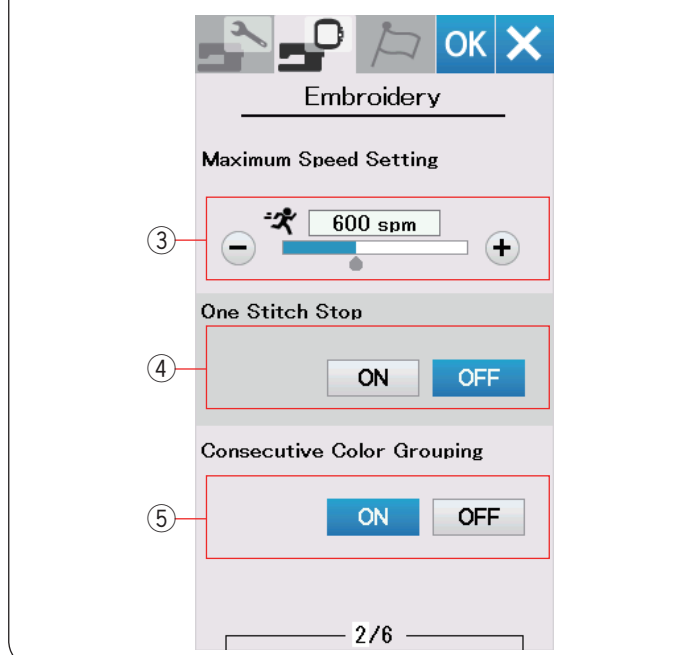 OK
Embroidery
Maximum Speed Setting
③
600 spm
− +
One Stitch Stop
④
ON OFF
Consecutive Color Grouping
⑤
ON OFF
2/6